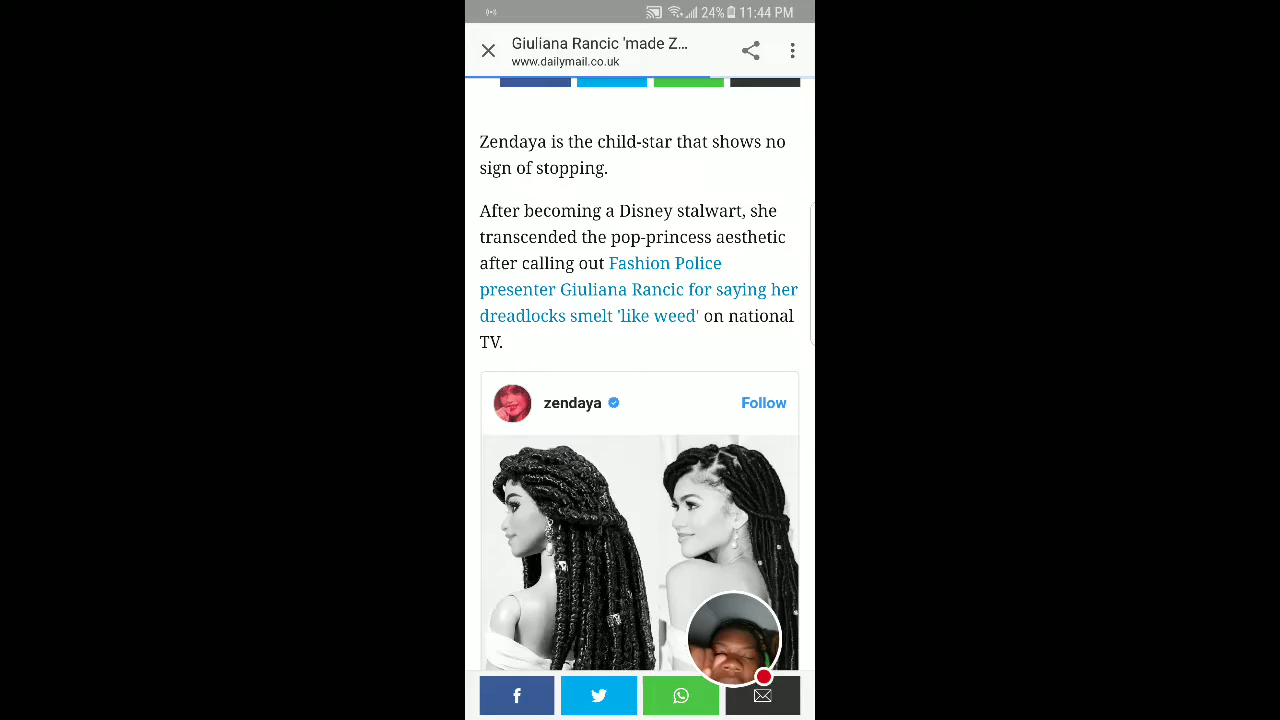 24% 11:44 PM
Giuliana Rancic 'made Z...
www.dailymail.co.uk
Zendaya is the child-star that shows no
sign of stopping.
After becoming a Disney stalwart, she
transcended the pop-princess aesthetic
after calling out Fashion Police
presenter Giuliana Rancic for saying her
dreadlocks smelt 'like weed' on national
TV.
zendaya Follow